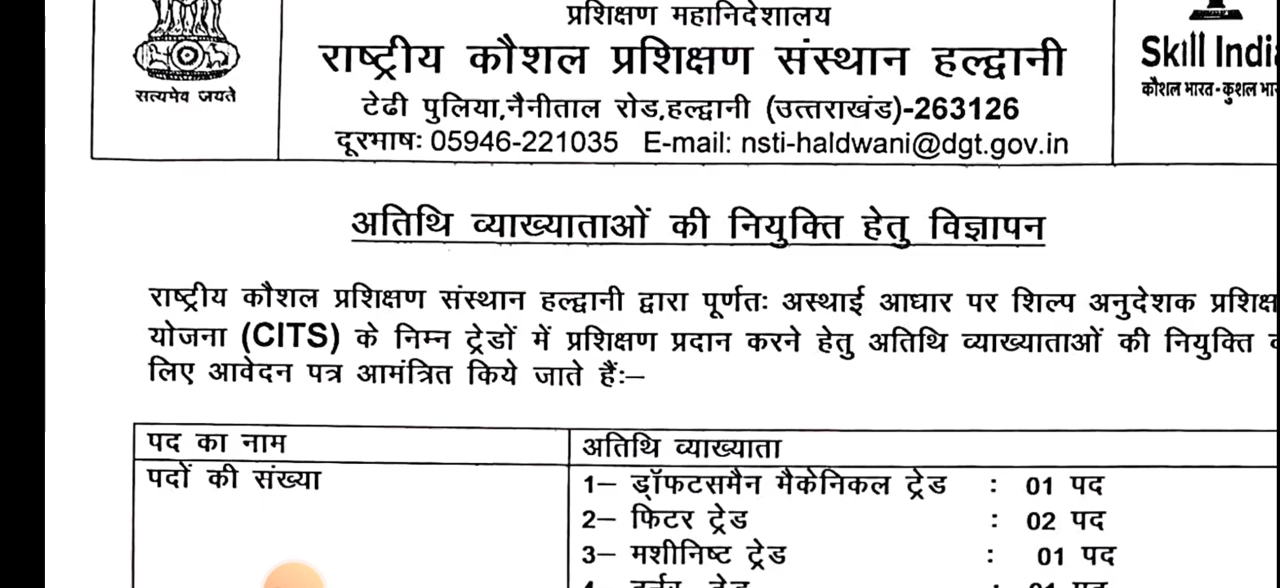 प्रशिक्षण महानिदेशालय
राष्ट्रीय कौशल प्रशिक्षण संस्थान हल्द्वानी
टेढी पुलिया,नैनीताल रोड,हल्द्वानी (उत्तराखंड)-263126
दूरभाषः 05946-221035 E-mail: nsti-haldwani@dgt.gov.in
सत्यमेव जयते
Skill Indi
कौशल भारत-कुशल भा
अतिथि व्याख्याताओं की नियुक्ति हेतु विज्ञापन
राष्ट्रीय कौशल प्रशिक्षण संस्थान हल्द्वानी द्वारा पूर्णतः अस्थाई आधार पर शिल्प अनुदेशक प्रशिक्ष
योजना (CITS) के निम्न ट्रेडों में प्रशिक्षण प्रदान करने हेतु अतिथि व्याख्याताओं की नियुक्ति
लिए आवेदन पत्र आमंत्रित किये जाते हैंः–
पद का नाम अतिथि व्याख्याता
पदों की संख्या 1– ड्रॉफटसमैन मैकेनिकल ट्रेड : 01 पद
2– फिटर ट्रेड : 02 पद
3– मशीनिष्ट ट्रेड : 01 पद